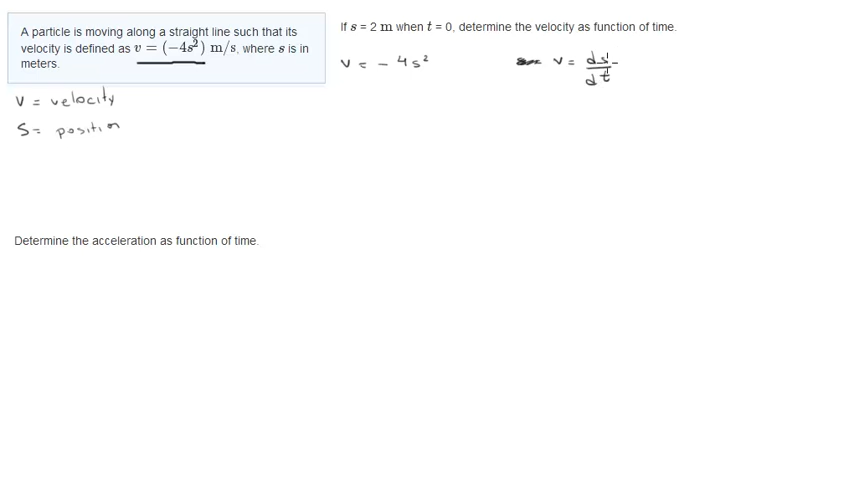 A particle is moving along a straight line such that its
velocity is defined as v = (−4s²) m/s, where s is in
meters.
If s = 2 m when t = 0, determine the velocity as function of time.
v = - 4s²
v = ds/dt
v = velocity
s = position
Determine the acceleration as function of time.